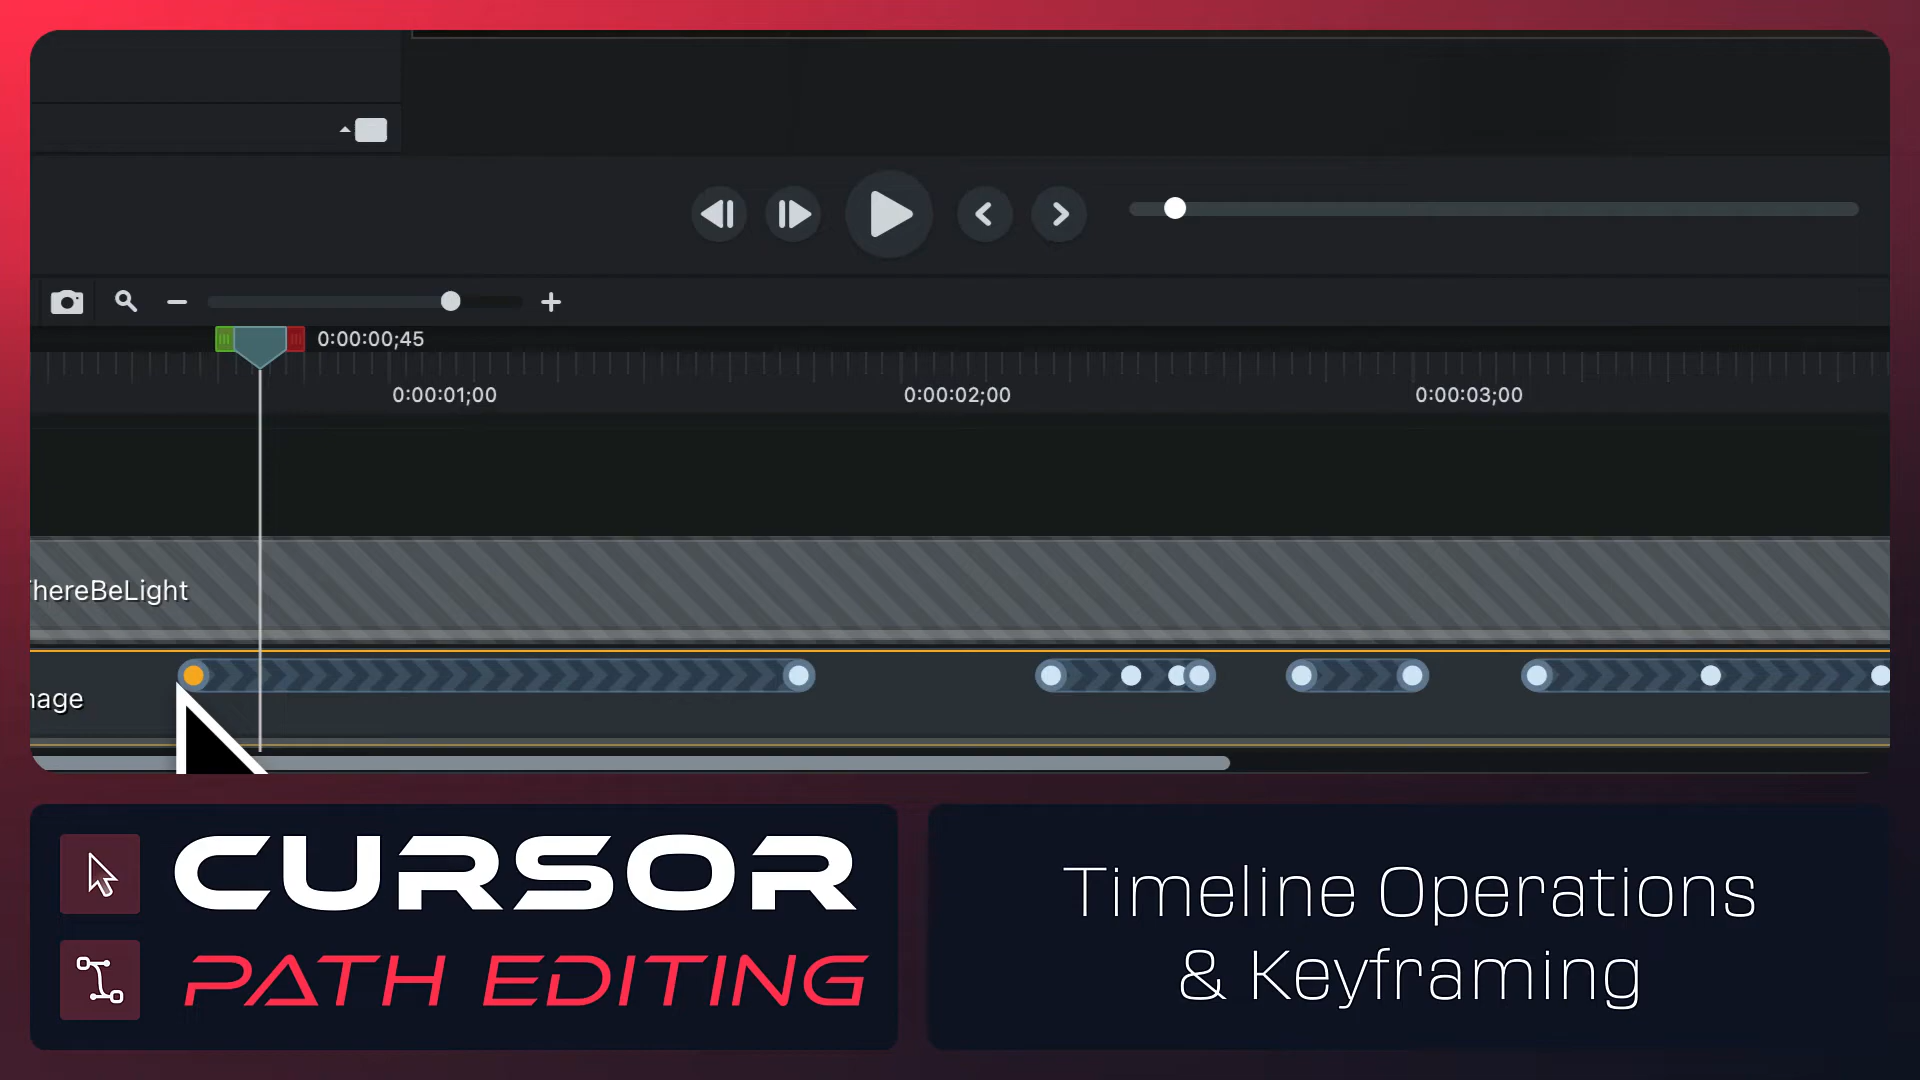 0:00:00;45
0:00:01;00
0:00:02;00
0:00:03;00
hereBeLight
age
CURSOR
PATH EDITING
Timeline Operations
& Keyframing